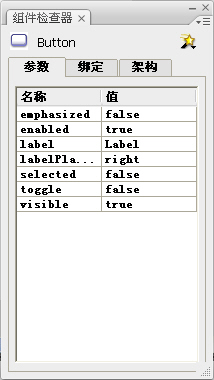 组件检查器
Button
参数 绑定 架构
名称 值
emphasized false
enabled true
label Label
labelPla... right
selected false
toggle false
visible true